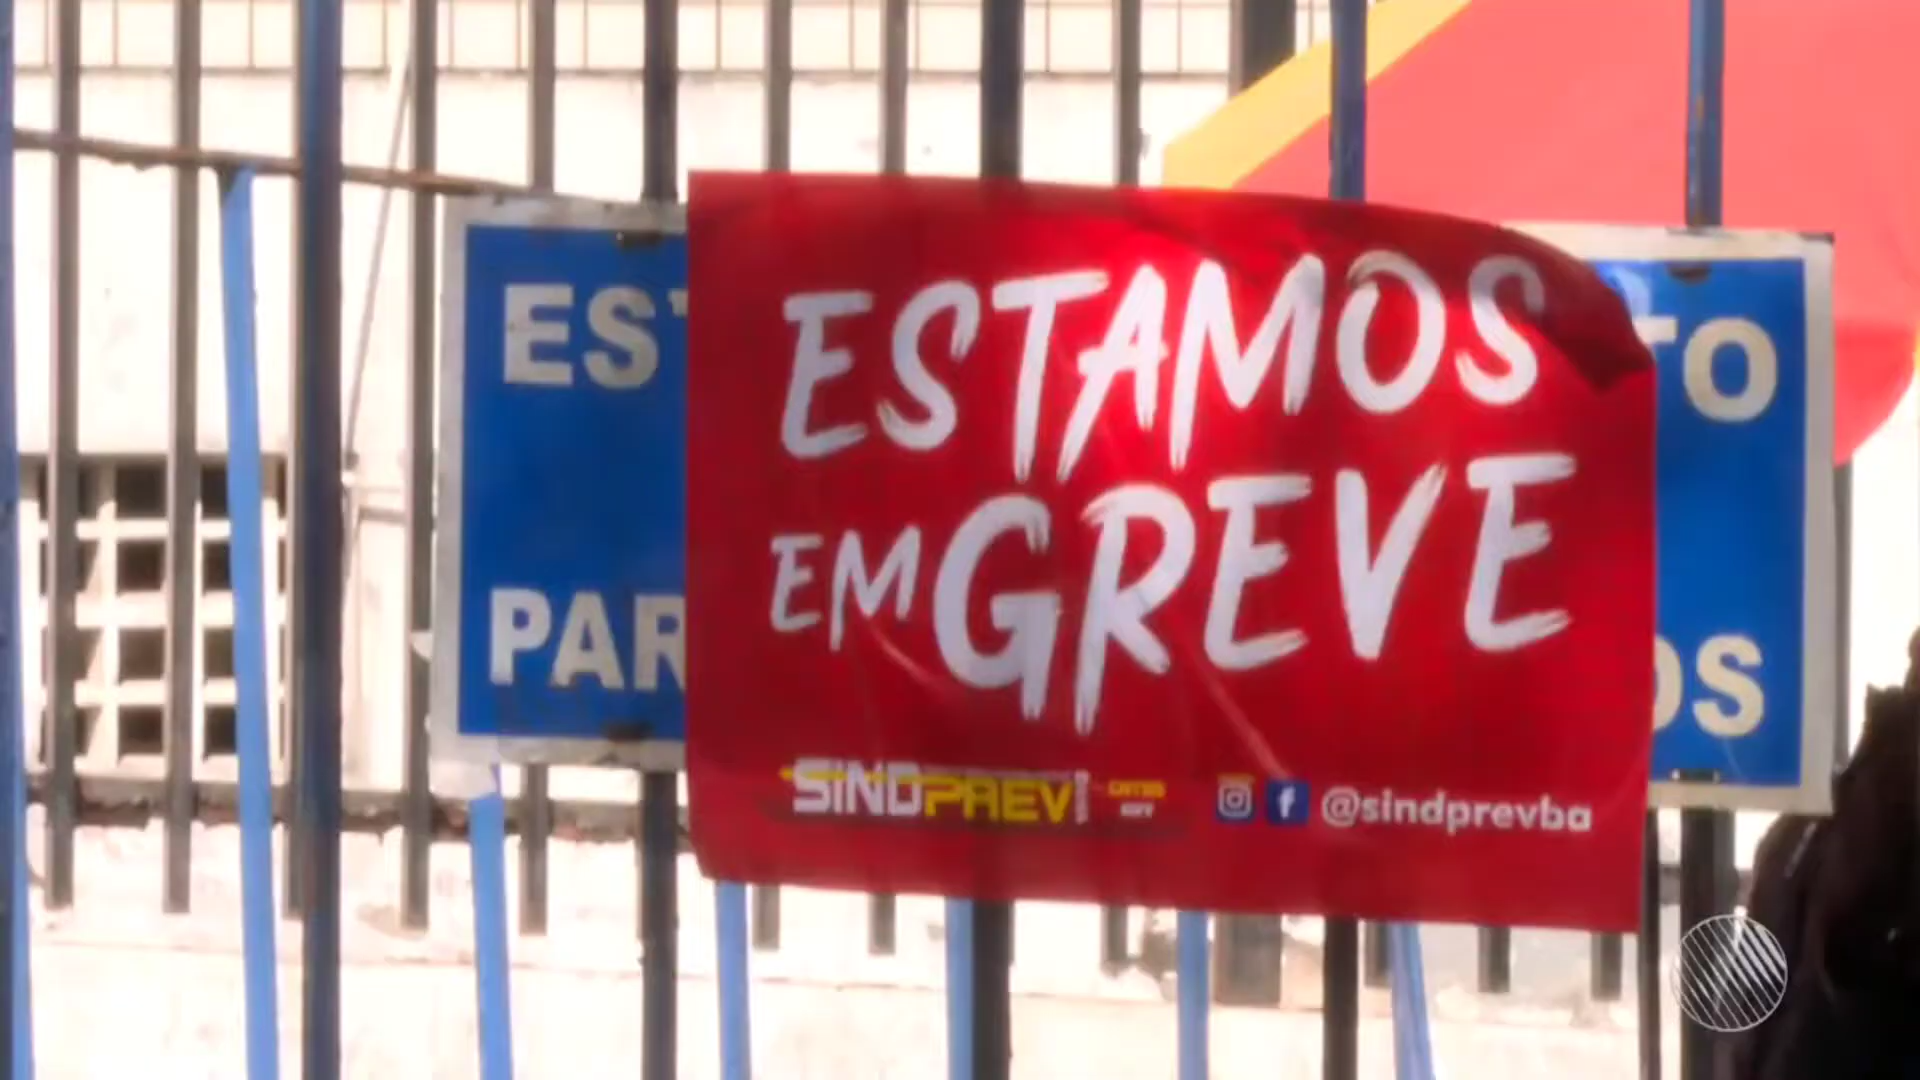 ESTAMOS
EM GREVE
SINDPREV
@sindprevba
EST
TO
PAR
OS